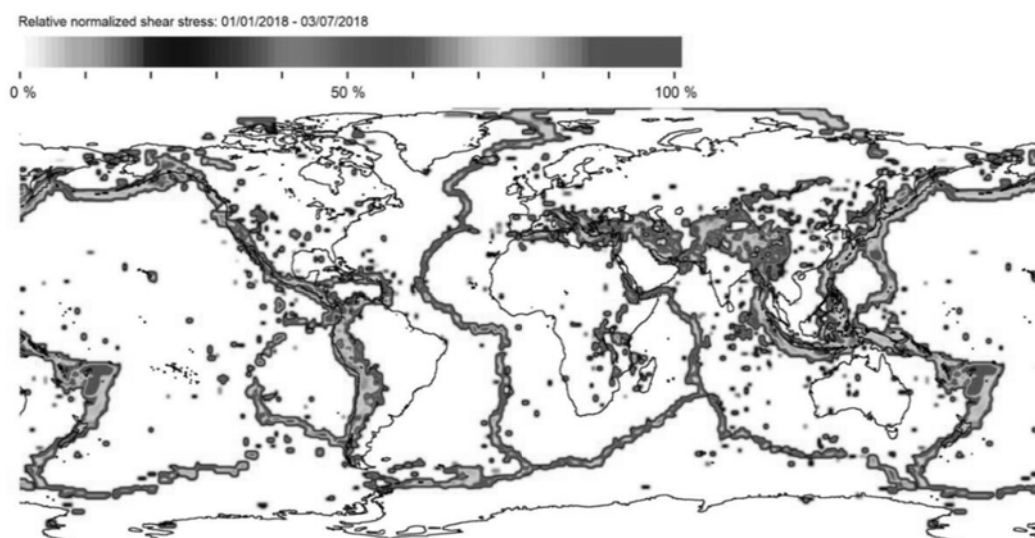 Relative normalized shear stress: 01/01/2018 - 03/07/2018
0 % 50 % 100 %